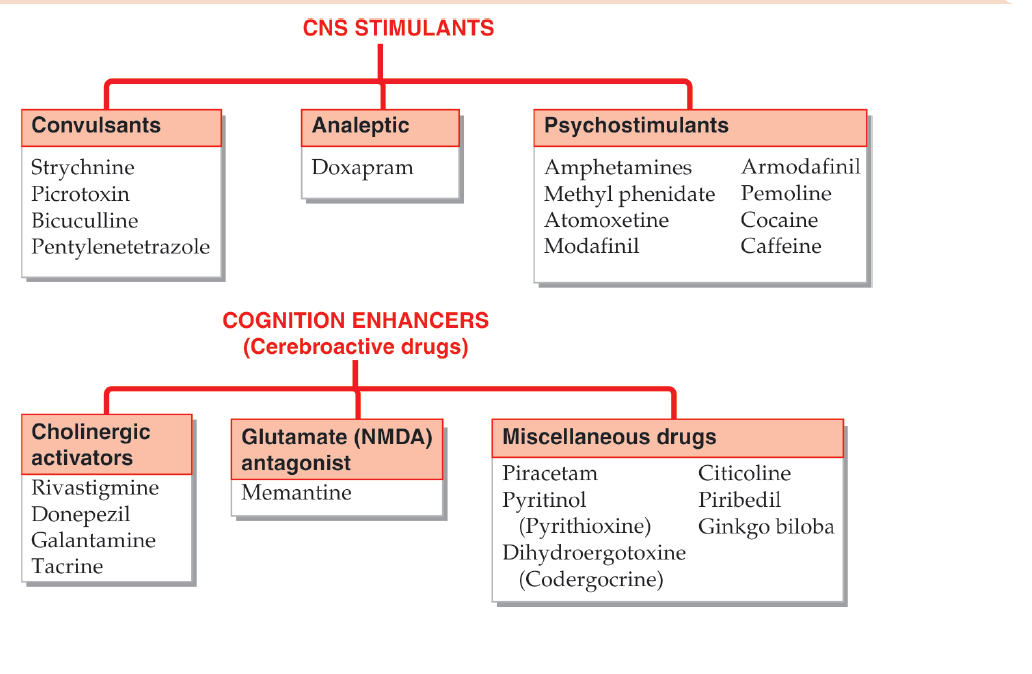 CNS STIMULANTS
Convulsants
Strychnine
Picrotoxin
Bicuculline
Pentylenetetrazole
Analeptic
Doxapram
Psychostimulants
Amphetamines
Methyl phenidate
Atomoxetine
Modafinil
Armodafinil
Pemoline
Cocaine
Caffeine
COGNITION ENHANCERS
(Cerebroactive drugs)
Cholinergic
activators
Rivastigmine
Donepezil
Galantamine
Tacrine
Glutamate (NMDA)
antagonist
Memantine
Miscellaneous drugs
Piracetam
Pyritinol
(Pyrithioxine)
Dihydroergotoxine
(Codergocrine)
Citicoline
Piribedil
Ginkgo biloba